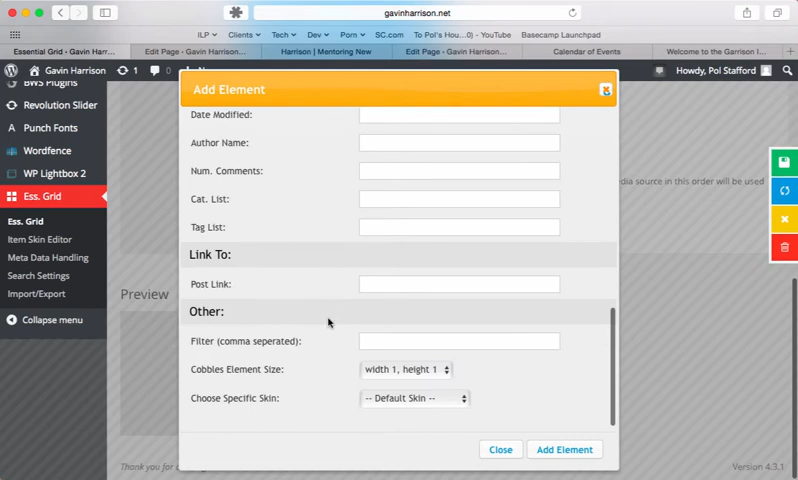 gavinharrison.net
ILP Clients Tech Dev Porn SC.com To Pol's Hou...0) - YouTube Basecamp Launchpad
Essential Grid - Gavin Harr... Edit Page - Gavin Harrison... Harrison | Mentoring New Edit Page - Gavin Harrison... Calendar of Events Welcome to the Garrison I...
Gavin Harrison 1 0 Howdy, Pol Stafford
BWS Plugins
Revolution Slider
Punch Fonts
Wordfence
WP Lightbox 2
Ess. Grid
Ess. Grid
Item Skin Editor
Meta Data Handling
Search Settings
Import/Export
Collapse menu
Add Element
Date Modified:
Author Name:
Num. Comments:
Cat. List:
Tag List:
Link To:
Post Link:
Other:
Filter (comma seperated):
Cobbles Element Size: width 1, height 1
Choose Specific Skin: -- Default Skin --
Close Add Element
edia source in this order will be used
Preview
Thank you for
Version 4.3.1